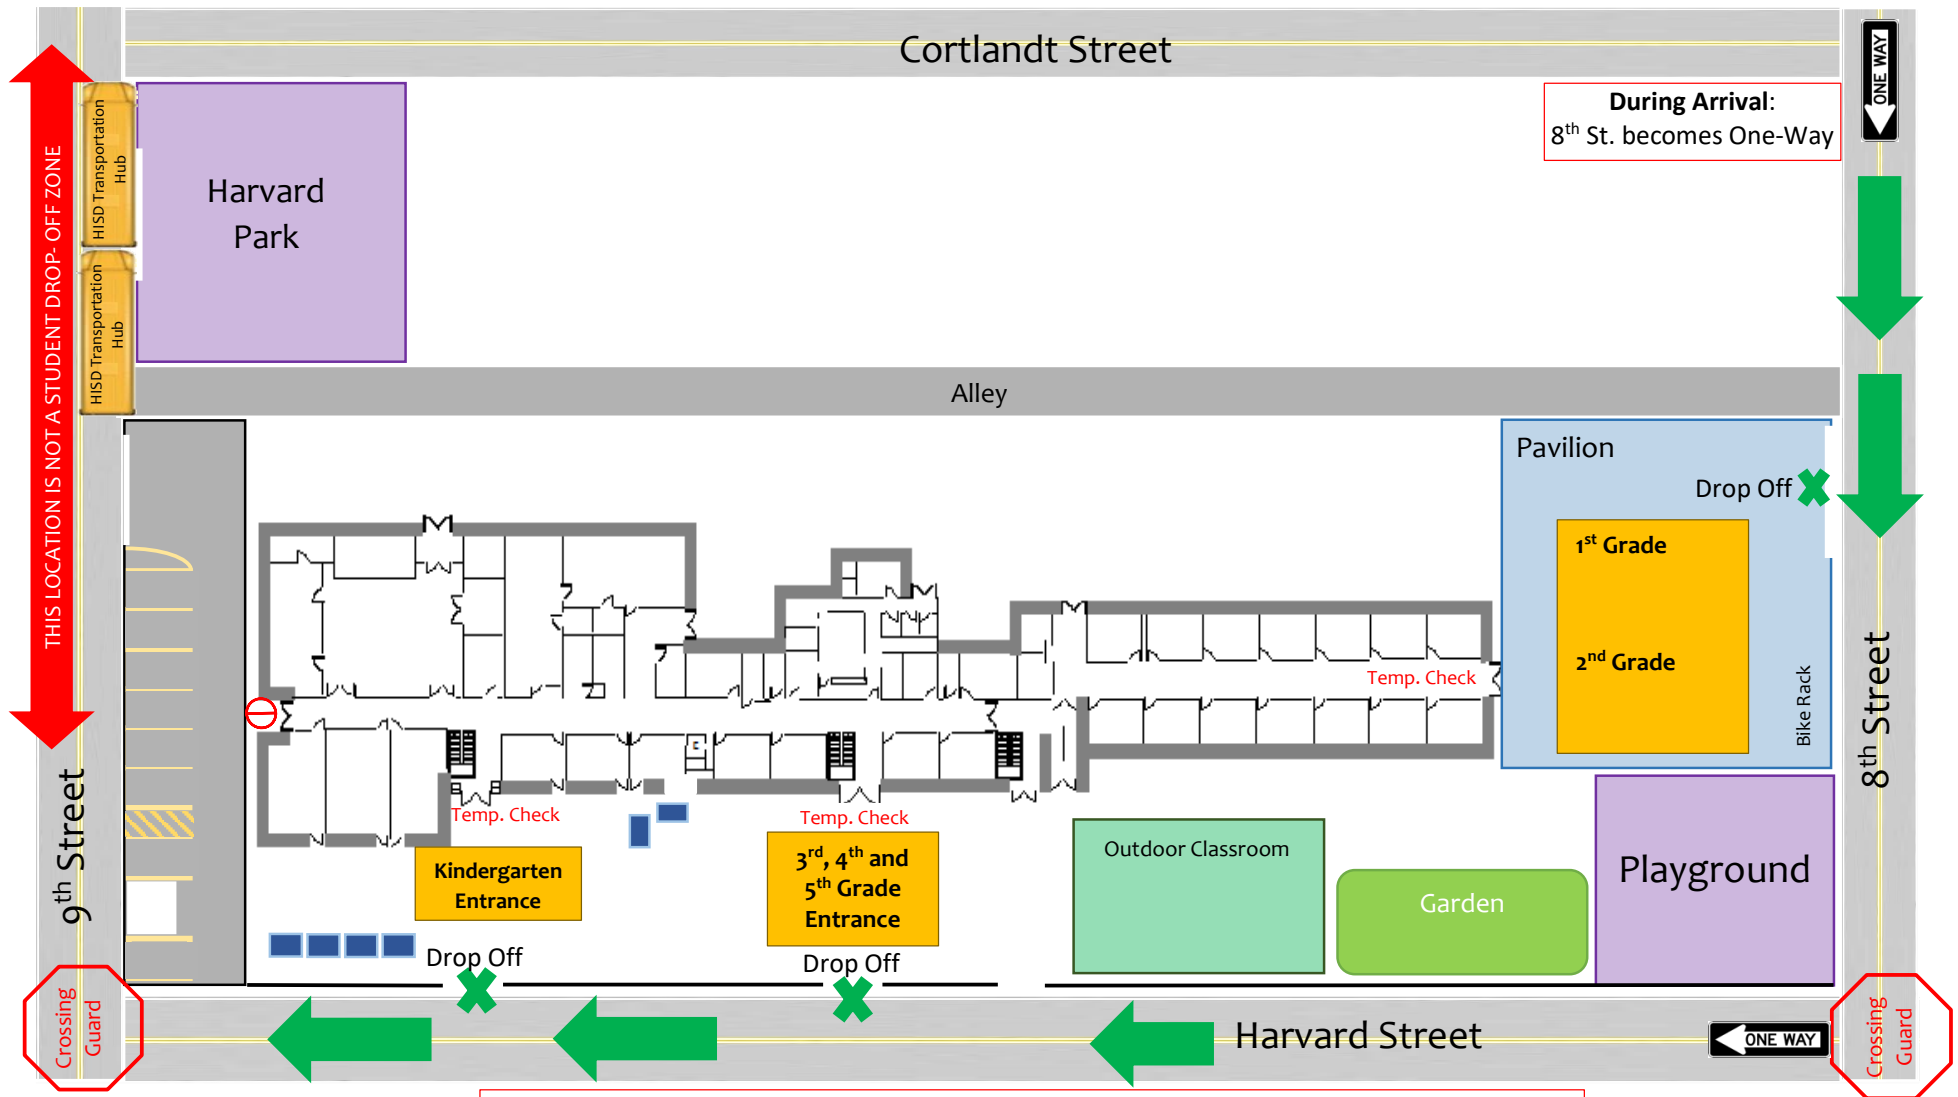 Cortlandt Street
ONE WAY
During Arrival:
8th St. becomes One-Way
THIS LOCATION IS NOT A STUDENT DROP- OFF ZONE
HISD Transportation
Hub
HISD Transportation
Hub
Harvard
Park
Alley
Pavilion
Drop Off
1st Grade
2nd Grade
Bike Rack
Temp. Check
8th Street
9th Street
Temp. Check
Temp. Check
Kindergarten
Entrance
3rd, 4th and
5th Grade
Entrance
Outdoor Classroom
Garden
Playground
Drop Off
Drop Off
Crossing
Guard
Harvard Street
ONE WAY
Crossing
Guard